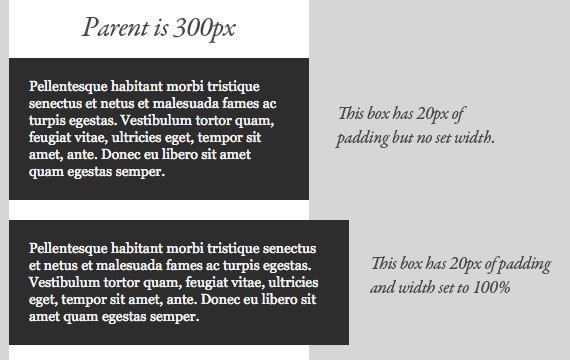 Parent is 300px
Pellentesque habitant morbi tristique
senectus et netus et malesuada fames ac
turpis egestas. Vestibulum tortor quam,
feugiat vitae, ultricies eget, tempor sit
amet, ante. Donec eu libero sit amet
quam egestas semper.
This box has 20px of
padding but no set width.
Pellentesque habitant morbi tristique senectus
et netus et malesuada fames ac turpis egestas.
Vestibulum tortor quam, feugiat vitae, ultricies
eget, tempor sit amet, ante. Donec eu libero sit
amet quam egestas semper.
This box has 20px of padding
and width set to 100%